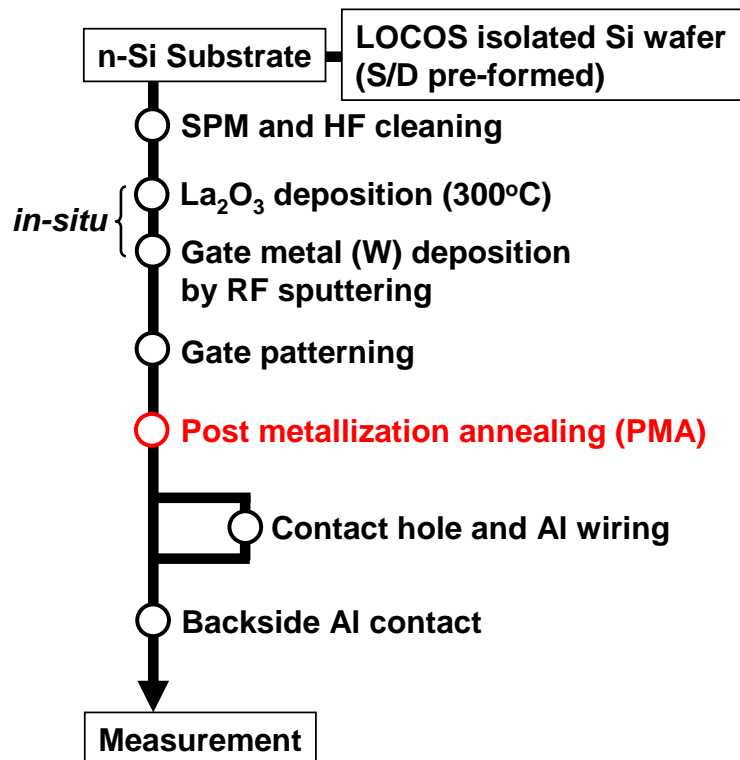 n-Si Substrate
LOCOS isolated Si wafer
(S/D pre-formed)
SPM and HF cleaning
in-situ
La₂O₃ deposition (300ºC)
Gate metal (W) deposition
by RF sputtering
Gate patterning
Post metallization annealing (PMA)
Contact hole and Al wiring
Backside Al contact
Measurement